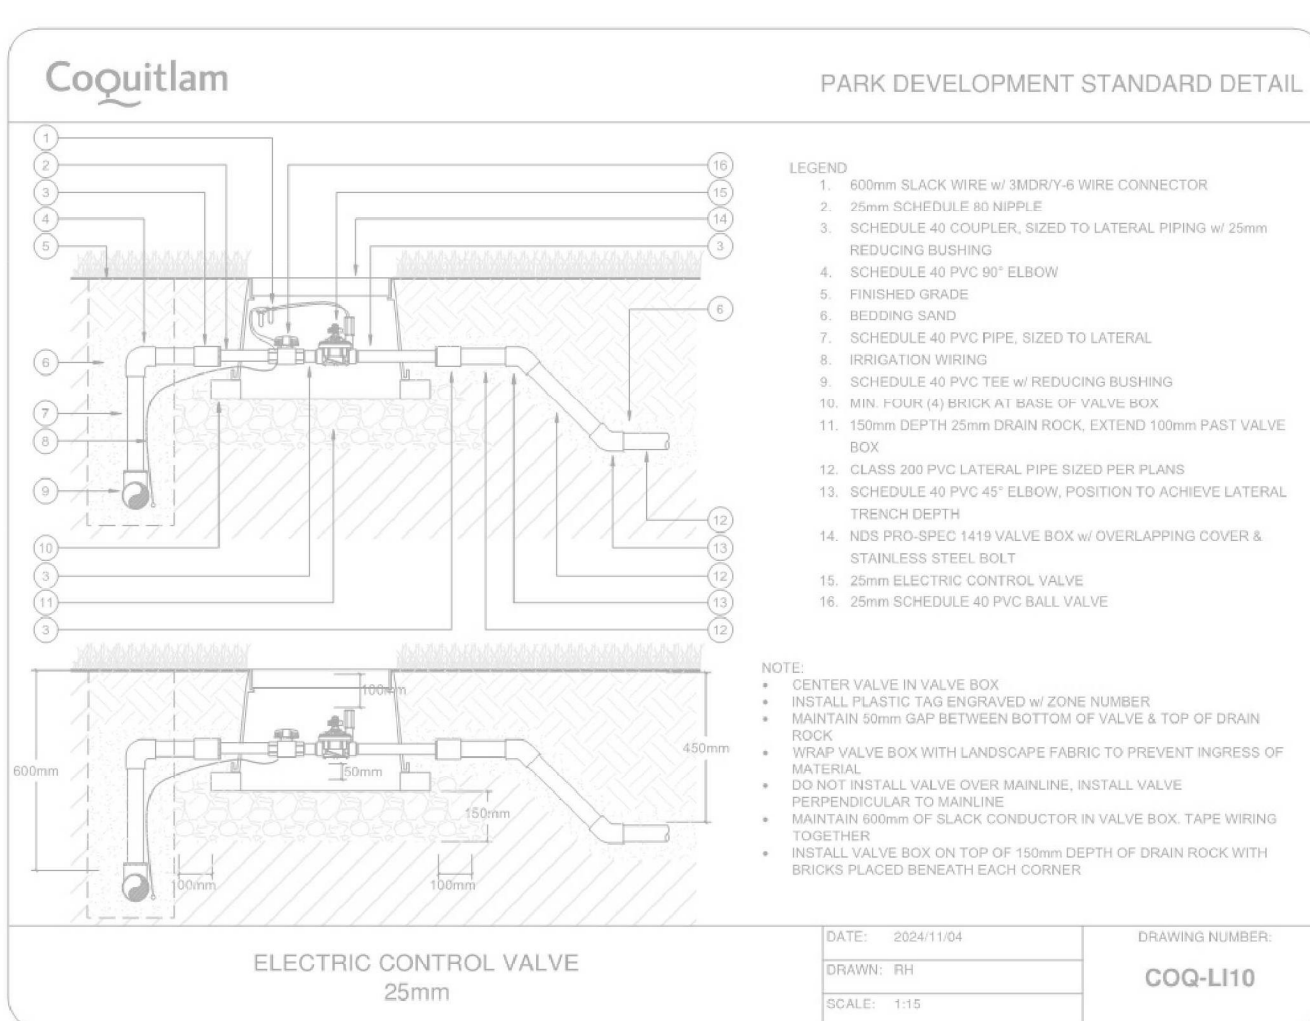 Coquitlam
PARK DEVELOPMENT STANDARD DETAIL
1
2
3
4
5
6
7
8
9
10
3
11
3
16
15
14
3
6
12
13
12
13
12
LEGEND
1. 600mm SLACK WIRE w/ 3MDR/Y-6 WIRE CONNECTOR
2. 25mm SCHEDULE 80 NIPPLE
3. SCHEDULE 40 COUPLER, SIZED TO LATERAL PIPING w/ 25mm
REDUCING BUSHING
4. SCHEDULE 40 PVC 90° ELBOW
5. FINISHED GRADE
6. BEDDING SAND
7. SCHEDULE 40 PVC PIPE, SIZED TO LATERAL
8. IRRIGATION WIRING
9. SCHEDULE 40 PVC TEE w/ REDUCING BUSHING
10. MIN. FOUR (4) BRICK AT BASE OF VALVE BOX
11. 150mm DEPTH 25mm DRAIN ROCK, EXTEND 100mm PAST VALVE
BOX
12. CLASS 200 PVC LATERAL PIPE SIZED PER PLANS
13. SCHEDULE 40 PVC 45° ELBOW, POSITION TO ACHIEVE LATERAL
TRENCH DEPTH
14. NDS PRO-SPEC 1419 VALVE BOX w/ OVERLAPPING COVER &
STAINLESS STEEL BOLT
15. 25mm ELECTRIC CONTROL VALVE
16. 25mm SCHEDULE 40 PVC BALL VALVE
100mm
600mm
50mm
450mm
150mm
100mm
100mm
NOTE:
• CENTER VALVE IN VALVE BOX
• INSTALL PLASTIC TAG ENGRAVED w/ ZONE NUMBER
• MAINTAIN 50mm GAP BETWEEN BOTTOM OF VALVE & TOP OF DRAIN
ROCK
• WRAP VALVE BOX WITH LANDSCAPE FABRIC TO PREVENT INGRESS OF
MATERIAL
• DO NOT INSTALL VALVE OVER MAINLINE, INSTALL VALVE
PERPENDICULAR TO MAINLINE
• MAINTAIN 600mm OF SLACK CONDUCTOR IN VALVE BOX. TAPE WIRING
TOGETHER
• INSTALL VALVE BOX ON TOP OF 150mm DEPTH OF DRAIN ROCK WITH
BRICKS PLACED BENEATH EACH CORNER
ELECTRIC CONTROL VALVE
25mm
DATE: 2024/11/04
DRAWN: RH
SCALE: 1:15
DRAWING NUMBER:
COQ-LI10